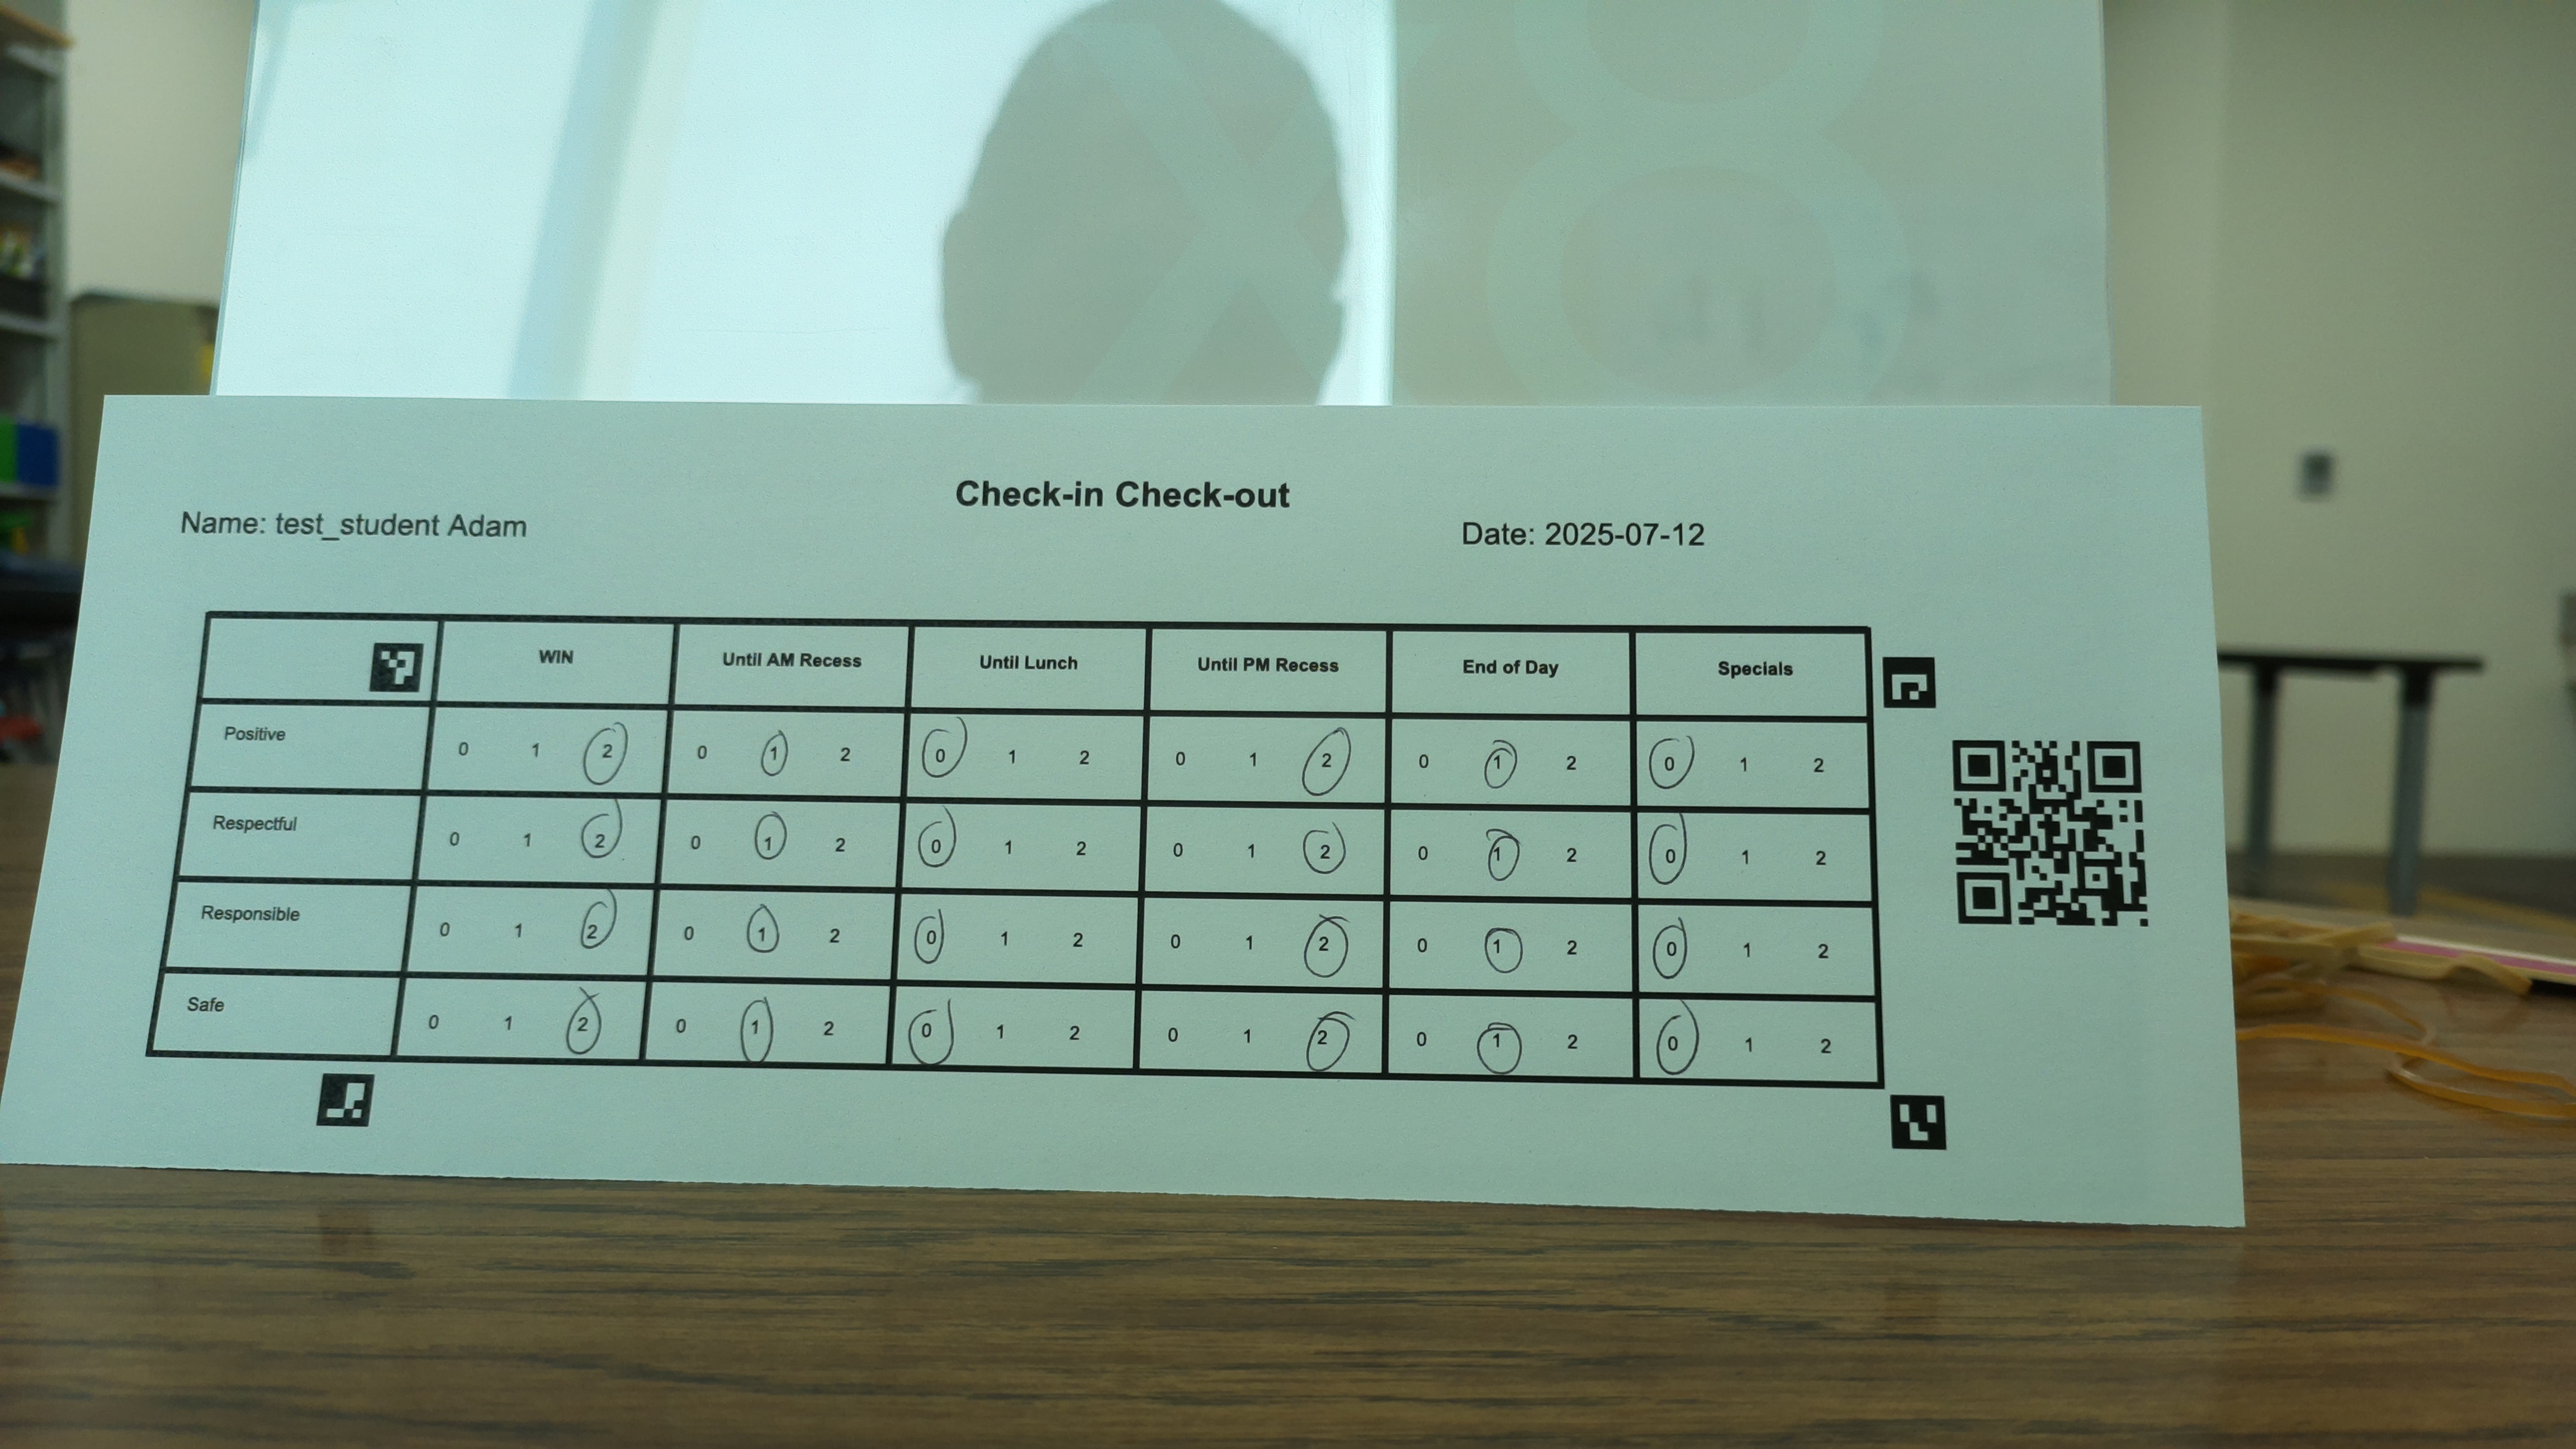 Check-in Check-out
Name: test_student Adam
Date: 2025-07-12
WIN Until AM Recess Until Lunch Until PM Recess End of Day Specials
Positive 0 1 2 0 1 2 0 1 2 0 1 2 0 1 2 0 1 2
Respectful 0 1 2 0 1 2 0 1 2 0 1 2 0 1 2 0 1 2
Responsible 0 1 2 0 1 2 0 1 2 0 1 2 0 1 2 0 1 2
Safe 0 1 2 0 1 2 0 1 2 0 1 2 0 1 2 0 1 2